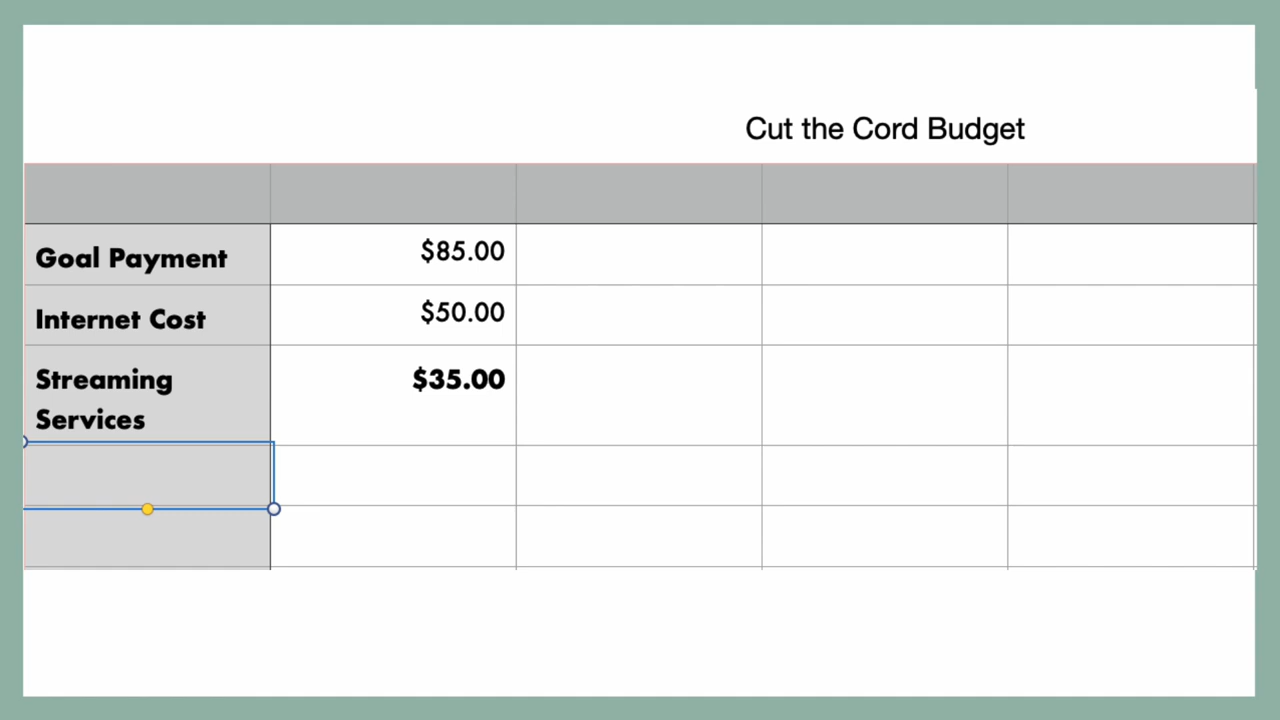 Cut the Cord Budget
Goal Payment $85.00
Internet Cost $50.00
Streaming $35.00
Services